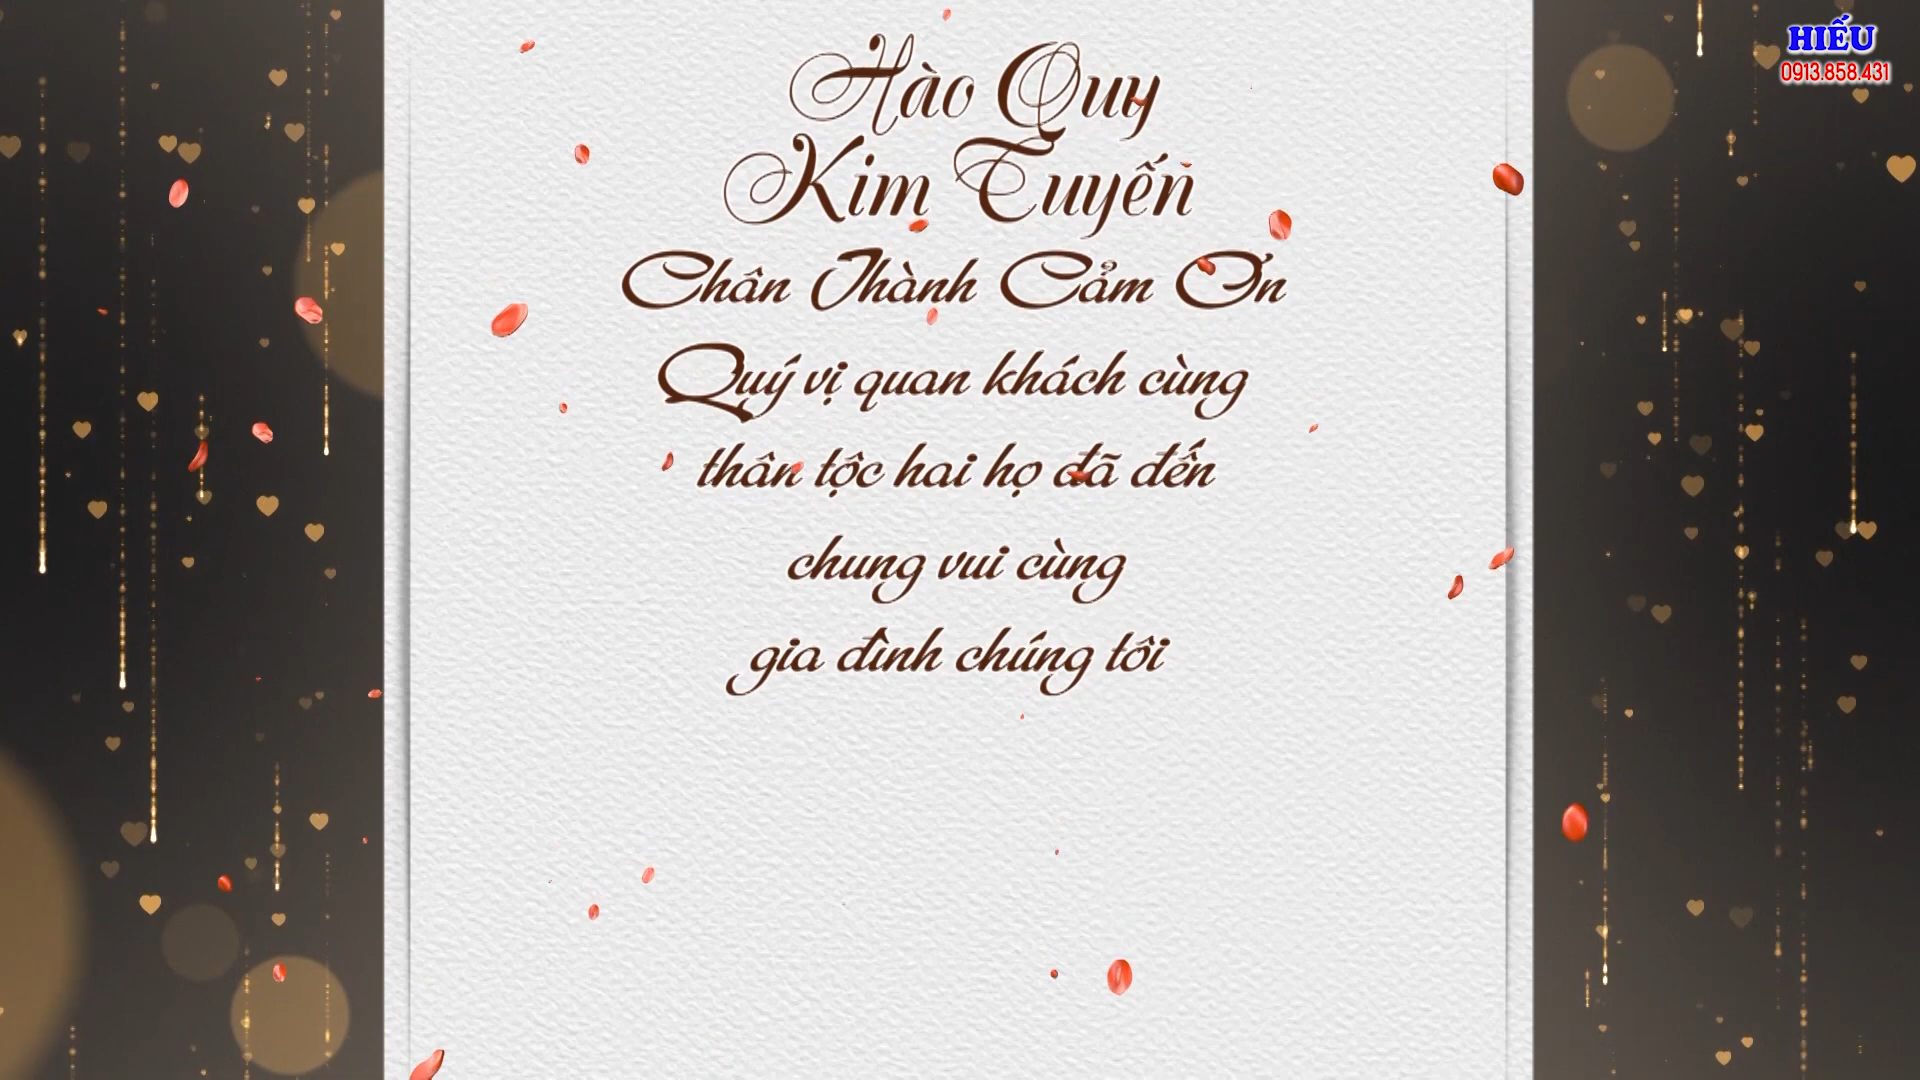 HIẾU
0913.858.431
Hào Quy
Kim Tuyến
Chân Thành Cảm Ơn
Quý vị quan khách cùng
thân tộc hai họ đã đến
chung vui cùng
gia đình chúng tôi